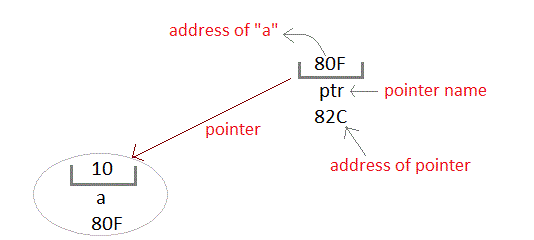 address of "a"
80F
ptr
pointer name
82C
pointer
address of pointer
10
a
80F